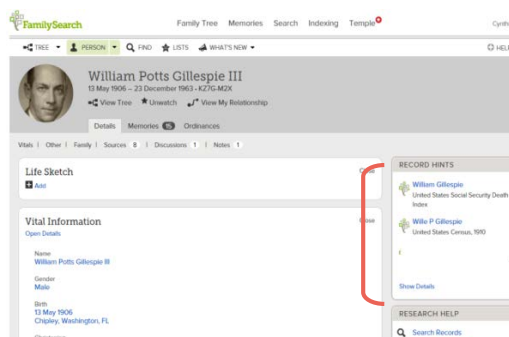 FamilySearch
Family Tree Memories Search Indexing Temple
TREE PERSON FIND LISTS WHAT'S NEW HELP
William Potts Gillespie III
13 May 1906 – 23 December 1963 • KZ7G-M2X
View Tree Unwatch View My Relationship
Details Memories 15 Ordinances
Vitals | Other | Family | Sources 8 | Discussions 1 | Notes 1
Life Sketch
Add
Vital Information
Close
Open Details
Name
William Potts Gillespie III
Gender
Male
Birth
13 May 1906
Chipley, Washington, FL
RECORD HINTS
William Gillespie
United States Social Security Death
Index
Willie P Gillespie
United States Census, 1910
Show Details
RESEARCH HELP
Search Records